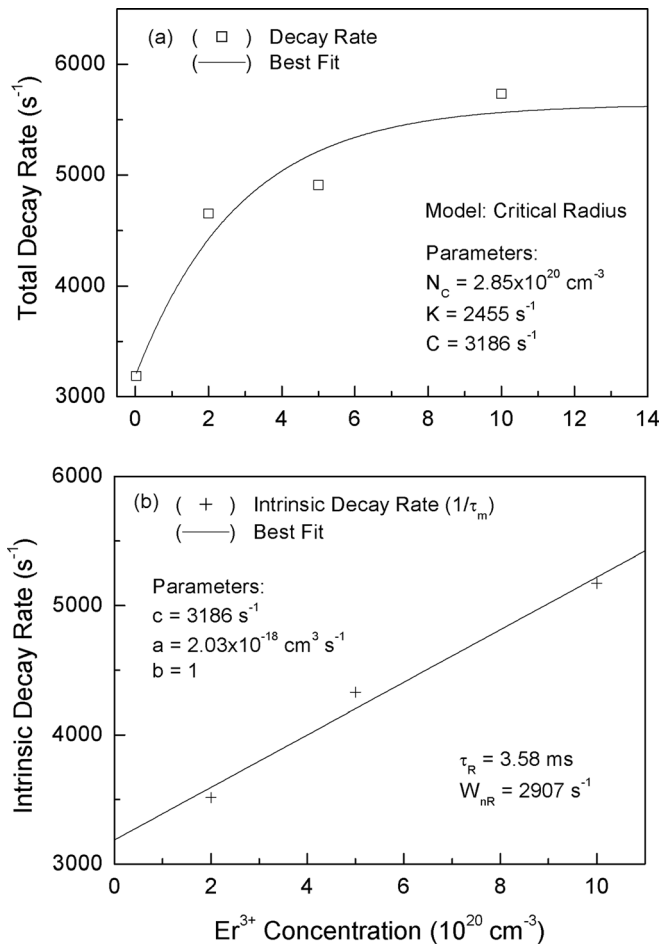 (a) ( □ ) Decay Rate
(—) Best Fit
6000
5000
4000
3000
Total Decay Rate (s⁻¹)
Model: Critical Radius
Parameters:
N_C = 2.85x10²⁰ cm⁻³
K = 2455 s⁻¹
C = 3186 s⁻¹
0 2 4 6 8 10 12 14
(b) ( + ) Intrinsic Decay Rate (1/τ_m)
(—) Best Fit
6000
5000
4000
3000
Intrinsic Decay Rate (s⁻¹)
Parameters:
c = 3186 s⁻¹
a = 2.03x10⁻¹⁸ cm³ s⁻¹
b = 1
τ_R = 3.58 ms
W_nR = 2907 s⁻¹
0 2 4 6 8 10
Er³⁺ Concentration (10²⁰ cm⁻³)